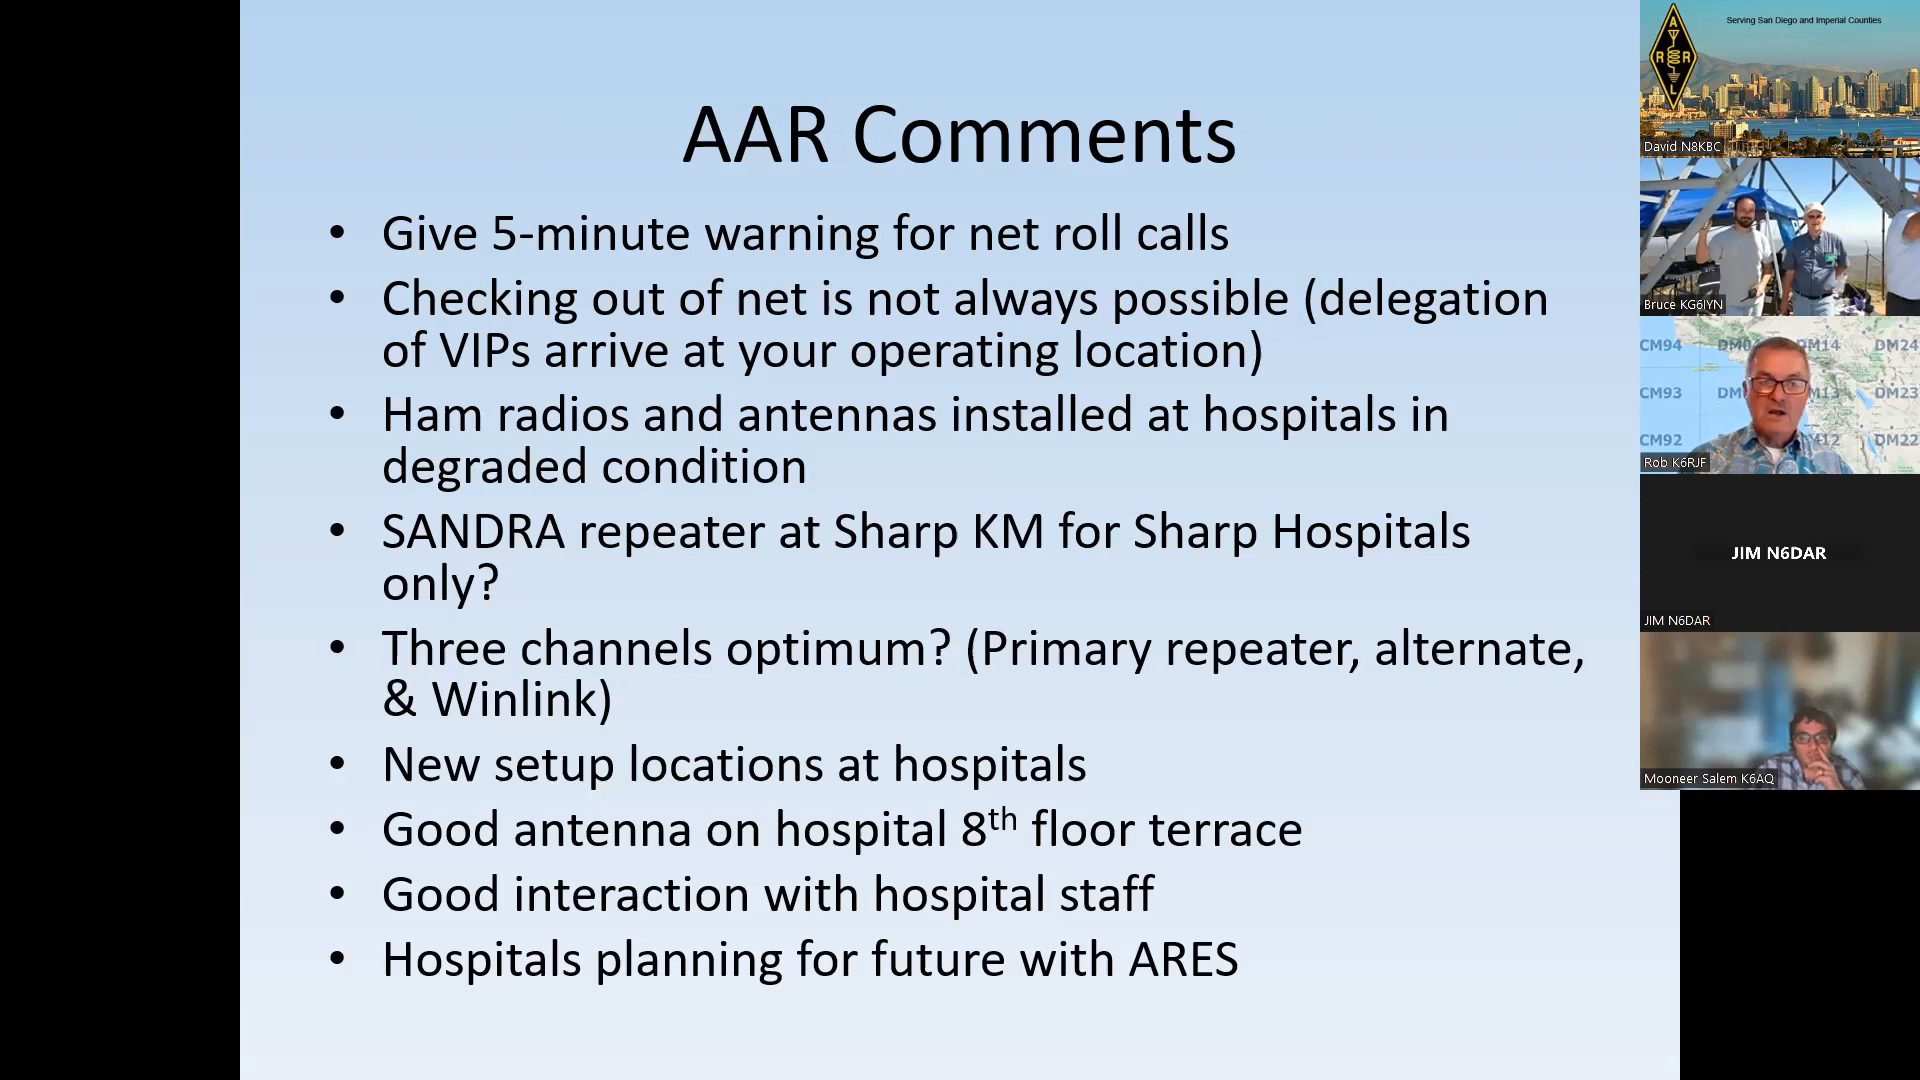 AAR Comments
• Give 5-minute warning for net roll calls
• Checking out of net is not always possible (delegation
of VIPs arrive at your operating location)
• Ham radios and antennas installed at hospitals in
degraded condition
• SANDRA repeater at Sharp KM for Sharp Hospitals
only?
• Three channels optimum? (Primary repeater, alternate,
& Winlink)
• New setup locations at hospitals
• Good antenna on hospital 8th floor terrace
• Good interaction with hospital staff
• Hospitals planning for future with ARES
Serving San Diego and Imperial Counties
A
R R
L
David N8KBC
Bruce KG6IYN
CM94 DM0 DM14 DM24
CM93 DM M13 DM23
CM92 M12 DM22
Rob K6RJF
JIM N6DAR
JIM N6DAR
Mooneer Salem K6AQ